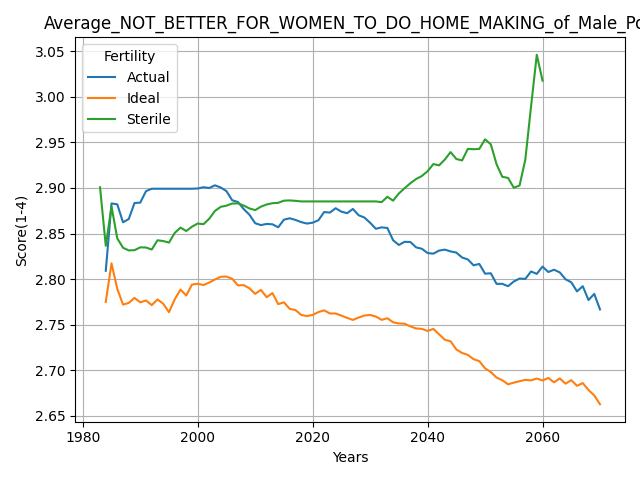 Average_NOT_BETTER_FOR_WOMEN_TO_DO_HOME_MAKING_of_Male_Po
Fertility
Actual
Ideal
Sterile
Score(1-4)
3.05
3.00
2.95
2.90
2.85
2.80
2.75
2.70
2.65
1980
2000
2020
2040
2060
Years